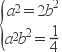 a² = 2b²
a²b² = 1/4